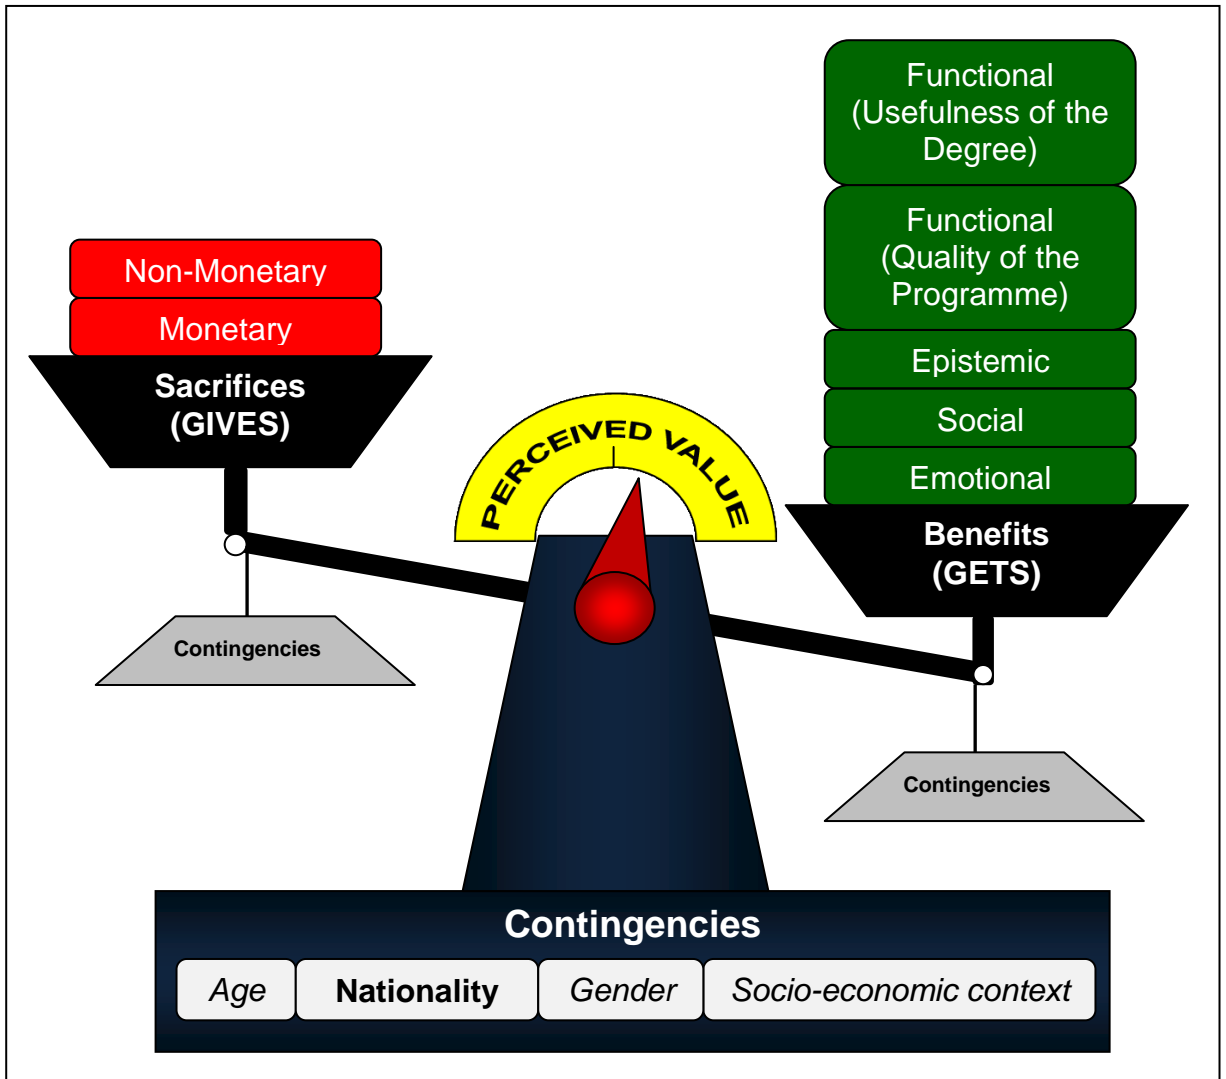 Functional
(Usefulness of the
Degree)
Functional
(Quality of the
Programme)
Epistemic
Social
Emotional
Benefits
(GETS)
Non-Monetary
Monetary
Sacrifices
(GIVES)
PERCEIVED VALUE
Contingencies
Contingencies
Contingencies
Age
Nationality
Gender
Socio-economic context